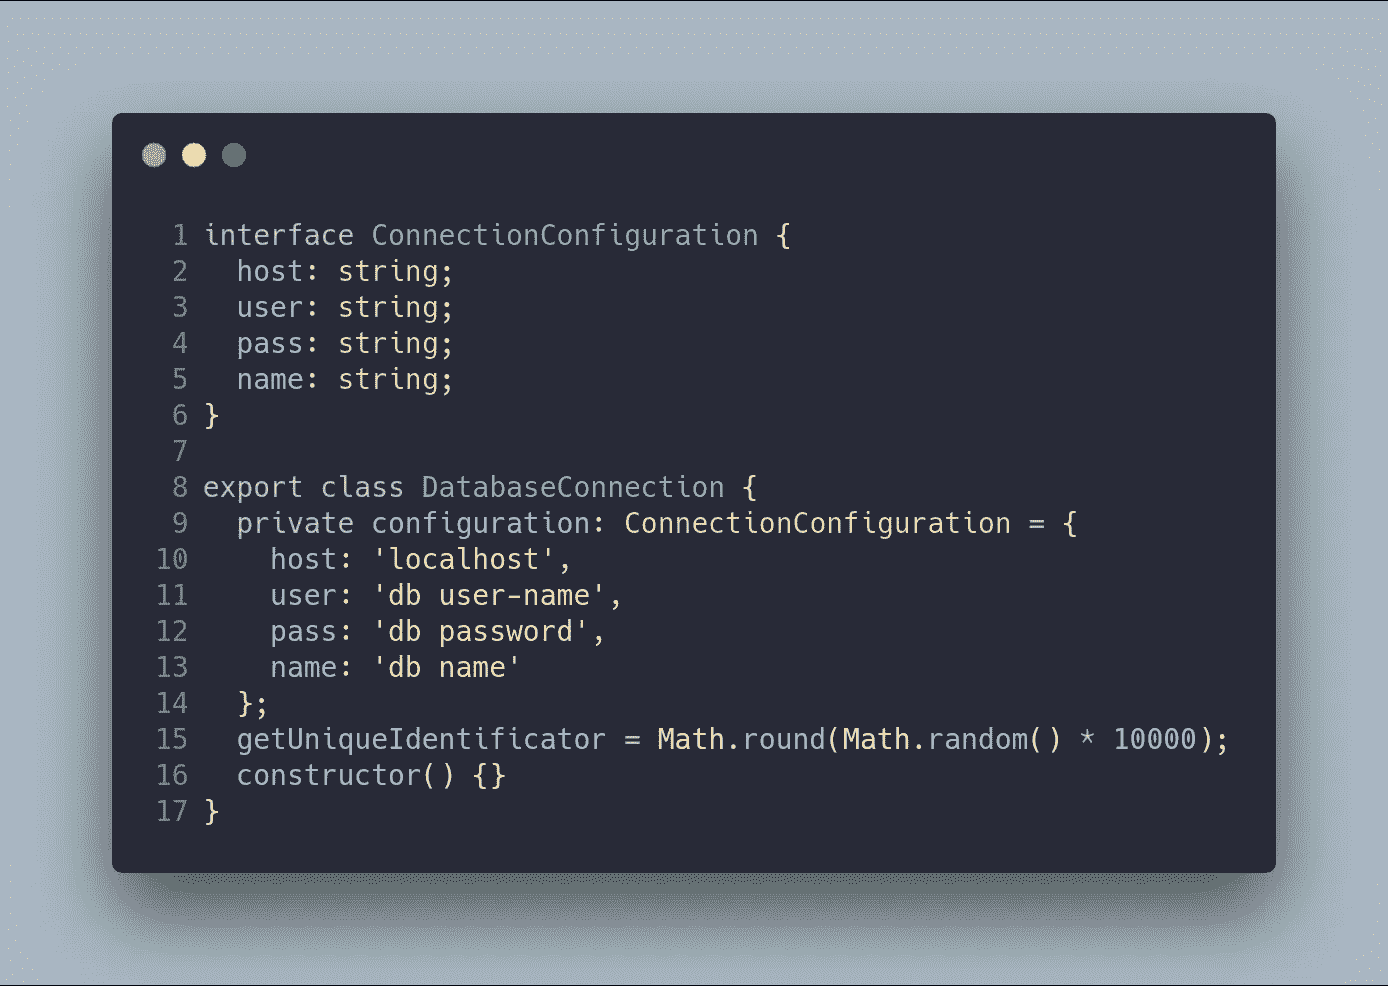 1 interface ConnectionConfiguration {
2   host: string;
3   user: string;
4   pass: string;
5   name: string;
6 }
7
8 export class DatabaseConnection {
9   private configuration: ConnectionConfiguration = {
10     host: 'localhost',
11     user: 'db user-name',
12     pass: 'db password',
13     name: 'db name'
14   };
15   getUniqueIdentificator = Math.round(Math.random() * 10000);
16   constructor() {}
17 }